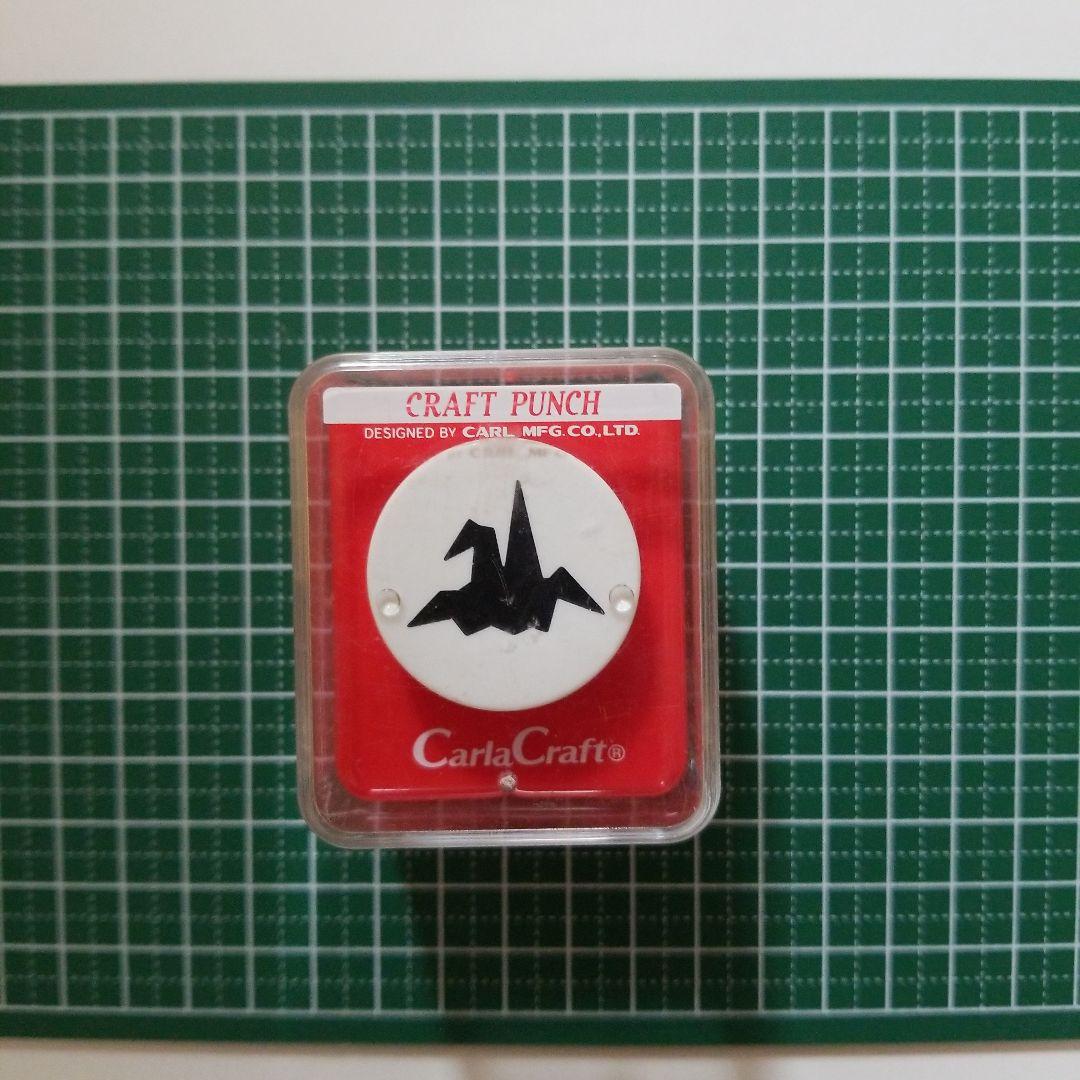 CRAFT PUNCH
DESIGNED BY CARL MFG.CO.,LTD.
CarlaCraft®